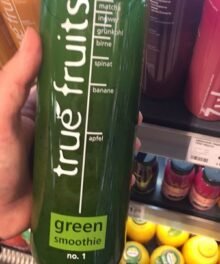 matcha
ingwer
grünkohl
birne
spinat
banane
apfel
true fruits
green
smoothie
no. 1